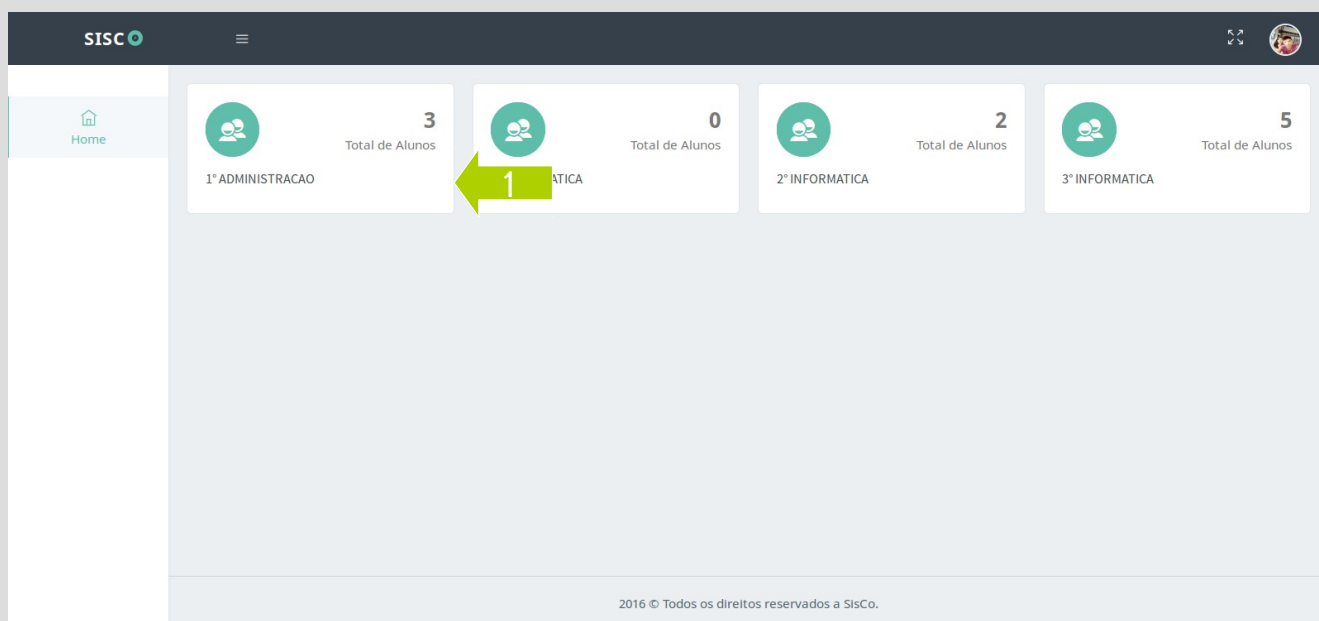 SISCO
Home
3
Total de Alunos
1° ADMINISTRACAO
0
Total de Alunos
1
2
Total de Alunos
2° INFORMATICA
5
Total de Alunos
3° INFORMATICA
2016 © Todos os direitos reservados a SisCo.